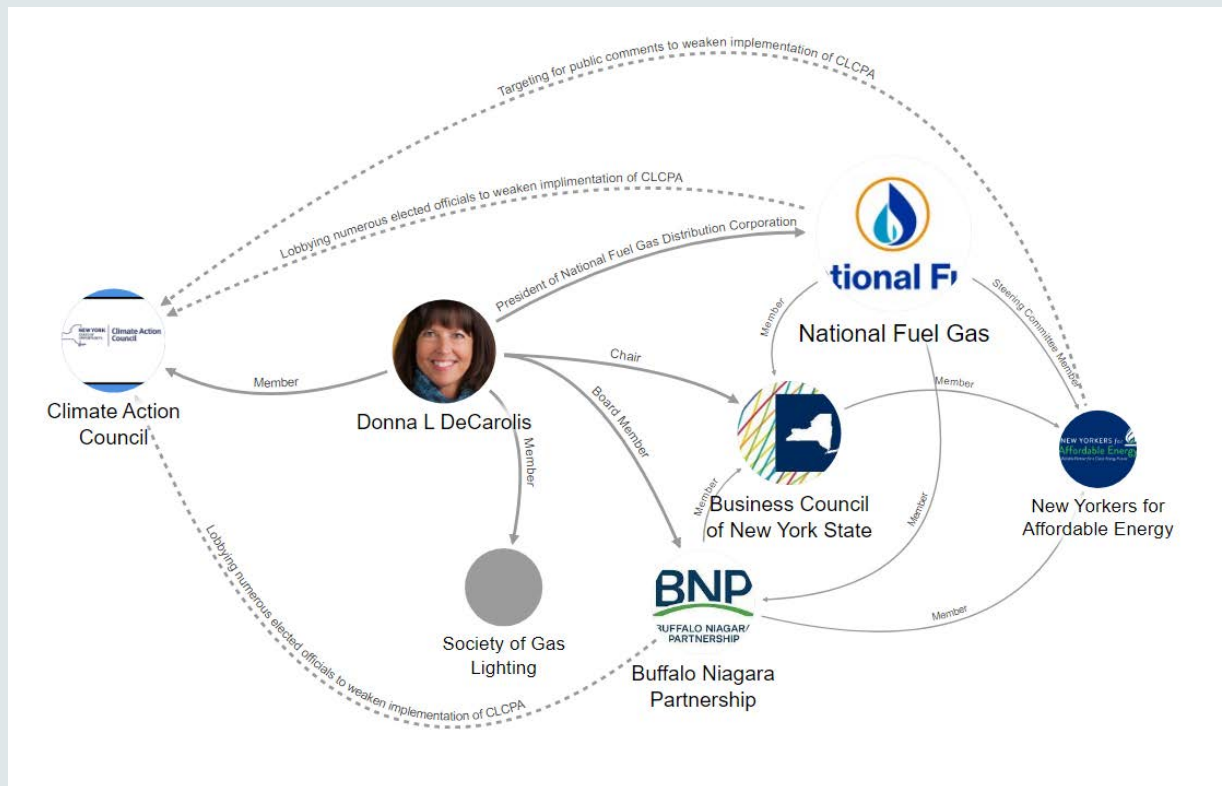 Targeting for public comments to weaken implementation of CLCPA
Lobbying numerous elected officials to weaken implimentation of CLCPA
President of National Fuel Gas Distribution Corporation
tional Fu
National Fuel Gas
Steering Committee Member
Member
Member
NEW YORK
Climate Action
Council
Climate Action
Council
Member
Donna L DeCarolis
Chair
Board Member
Member
Member
Business Council
of New York State
Member
NEW YORKERS for
Affordable Energy
New Yorkers for
Affordable Energy
Member
Society of Gas
Lighting
BNP
BUFFALO NIAGARA
PARTNERSHIP
Buffalo Niagara
Partnership
Lobbying numerous elected officials to weaken implementation of CLCPA